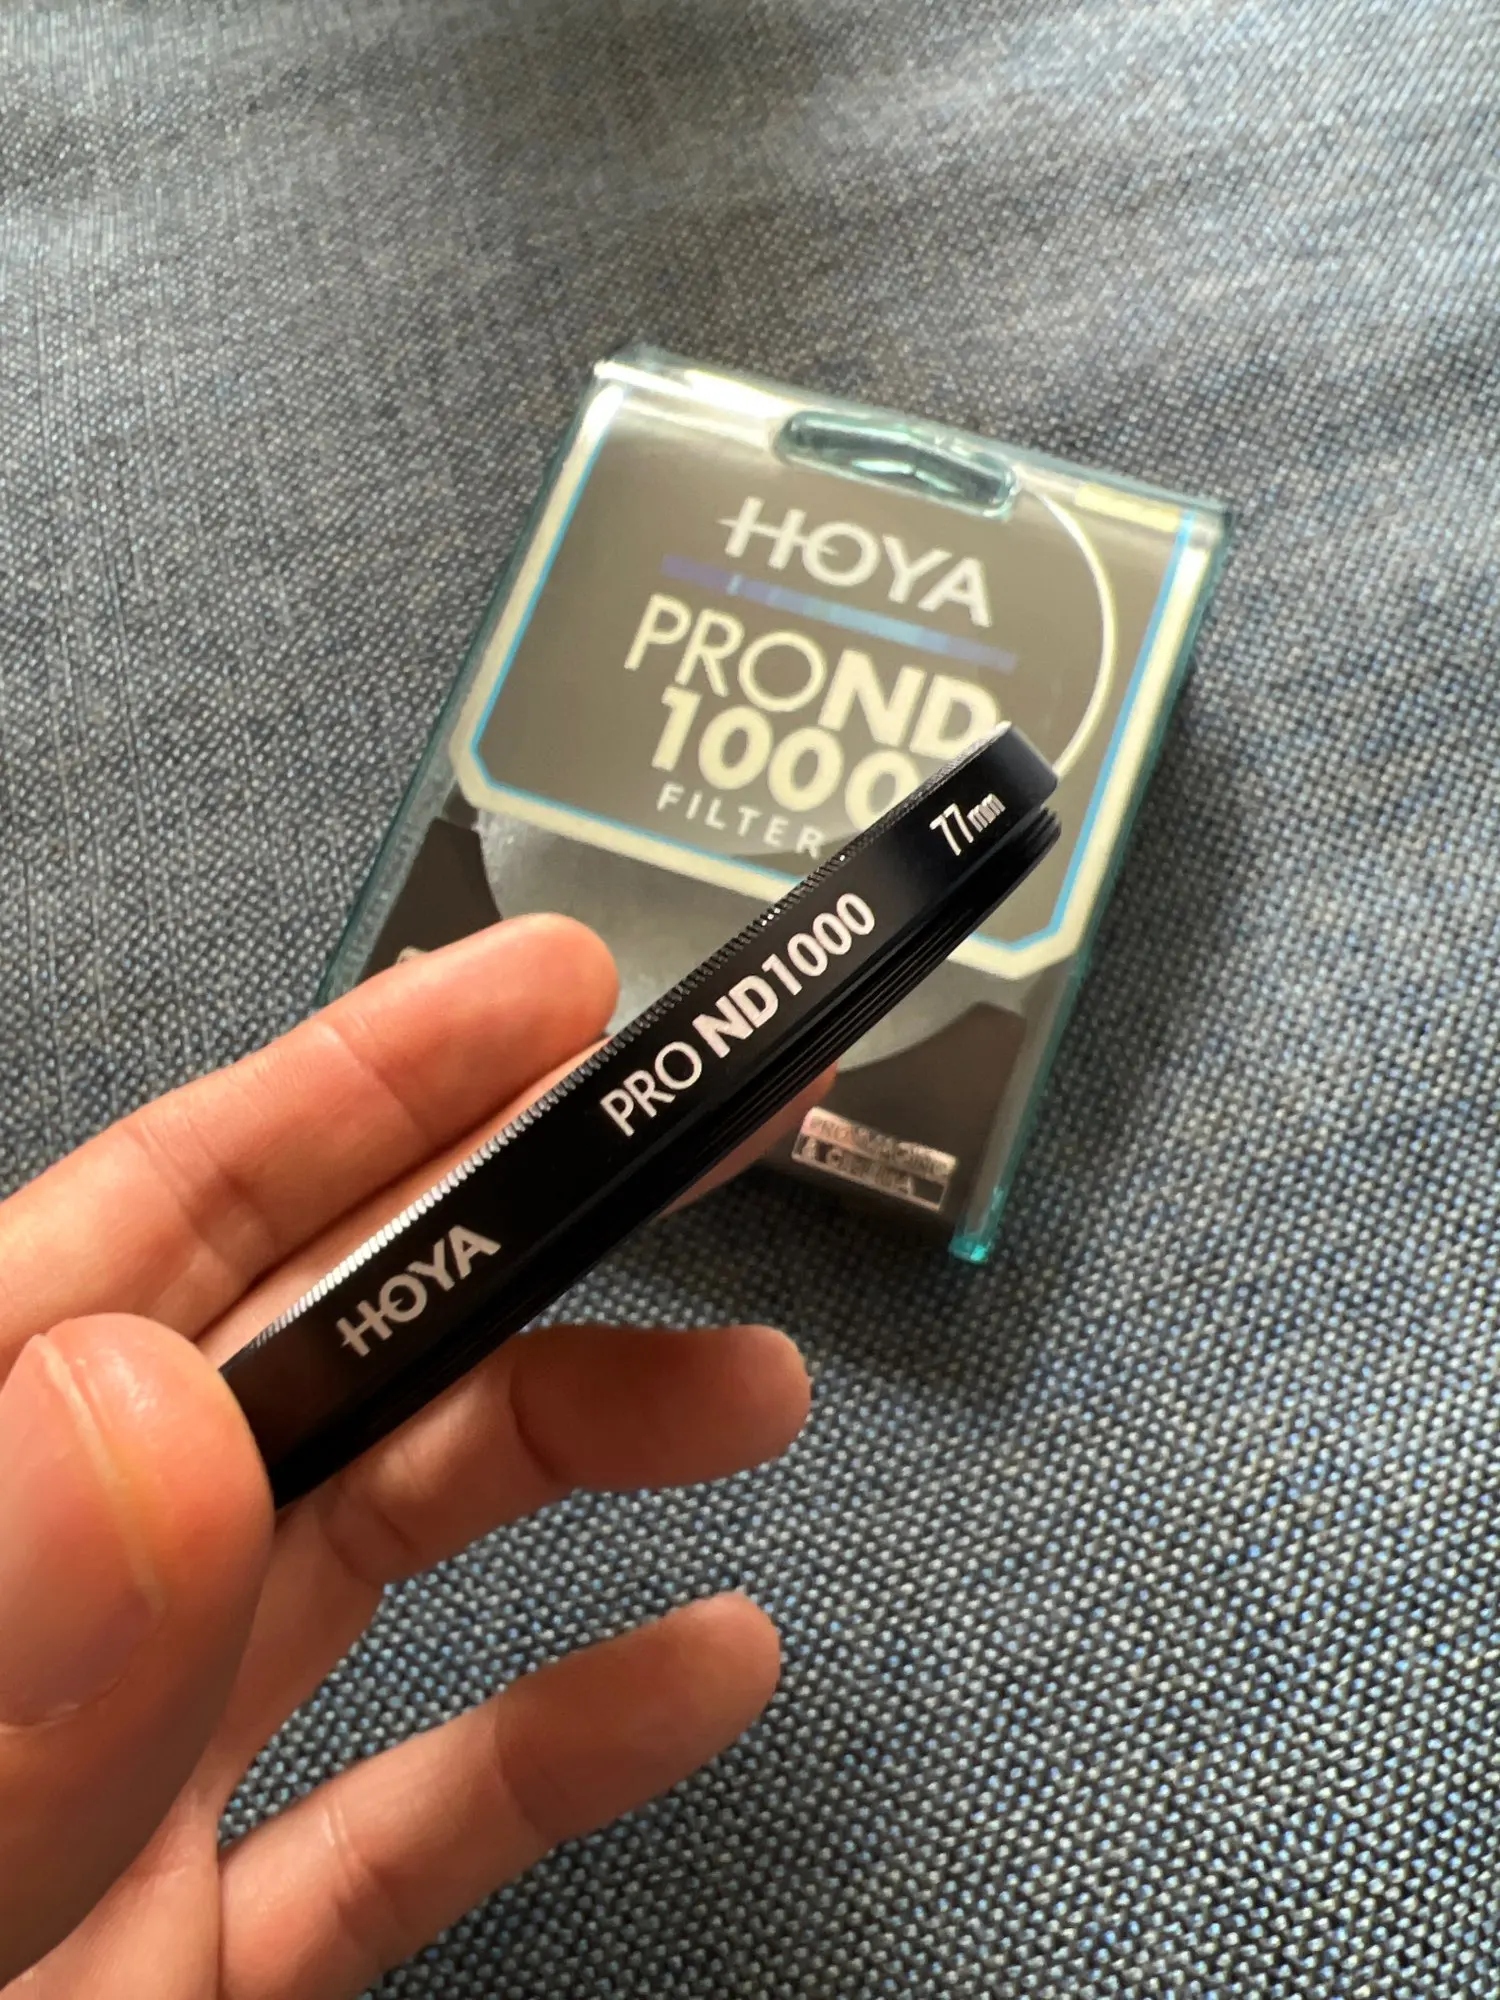 HOYA
PROND
1000
FILTER
77mm
PRO ND1000
HOYA